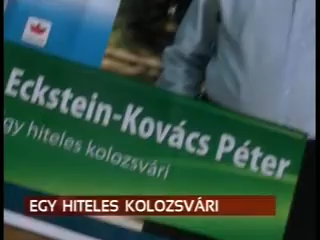 Eckstein-Kovács Péter
gy hiteles kolozsvári
EGY HITELES KOLOZSVÁRI